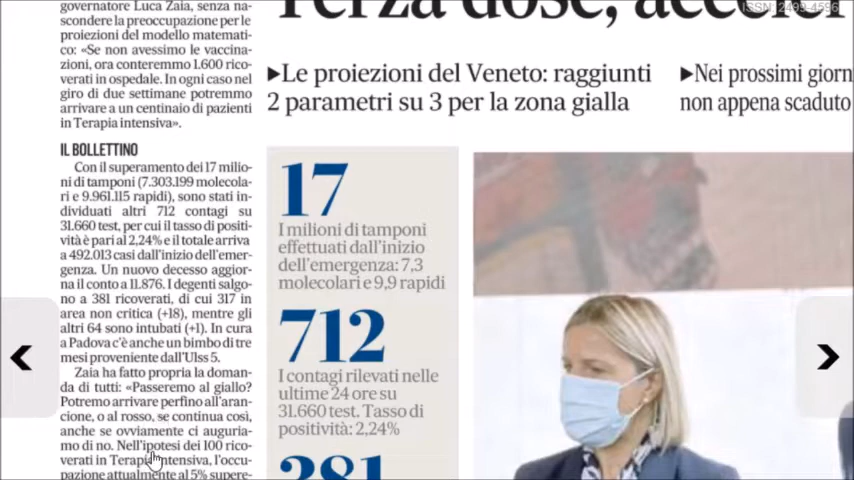 governatore Luca Zaia, senza na-
scondere la preoccupazione per le
proiezioni del modello matemati-
co: «Se non avessimo le vaccina-
zioni, ora conteremmo 1.600 rico-
verati in ospedale. In ogni caso nel
giro di due settimane potremmo
arrivare a un centinaio di pazienti
in Terapia intensiva».
IL BOLLETTINO
Con il superamento dei 17 milio-
ni di tamponi (7.303.199 molecola-
ri e 9.961.115 rapidi), sono stati in-
dividuati altri 712 contagi su
31.660 test, per cui il tasso di positi-
vità è pari al 2,24% e il totale arriva
a 492.013 casi dall'inizio dell'emer-
genza. Un nuovo decesso aggior-
na il conto a 11.876. I degenti salgo-
no a 381 ricoverati, di cui 317 in
area non critica (+18), mentre gli
altri 64 sono intubati (+1). In cura
a Padova c'è anche un bimbo di tre
mesi proveniente dall'Ulss 5.
Zaia ha fatto propria la doman-
da di tutti: «Passeremo al giallo?
Potremo arrivare perfino all'aran-
cione, o al rosso, se continua così,
anche se ovviamente ci auguria-
mo di no. Nell'ipotesi dei 100 rico-
verati in Terapia intensiva, l'occu-
pazione attualmente al 5% supere-
Terza dose, acceler
ISSN: 2499-4596
▶Le proiezioni del Veneto: raggiunti
2 parametri su 3 per la zona gialla
▶Nei prossimi giorn
non appena scaduto
17
I milioni di tamponi
effettuati dall'inizio
dell'emergenza: 7,3
molecolari e 9,9 rapidi
712
I contagi rilevati nelle
ultime 24 ore su
31.660 test. Tasso di
positività: 2,24%
381